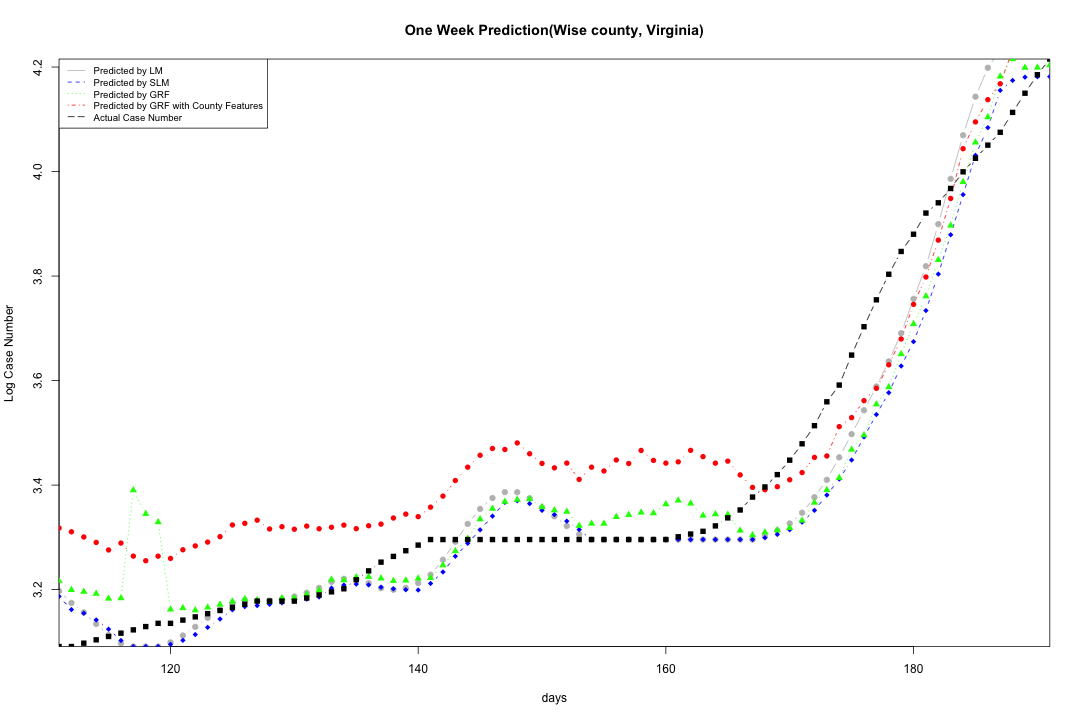 One Week Prediction(Wise county, Virginia)
Predicted by LM
Predicted by SLM
Predicted by GRF
Predicted by GRF with County Features
Actual Case Number
4.2
4.0
3.8
3.6
3.4
3.2
Log Case Number
120 140 160 180
days